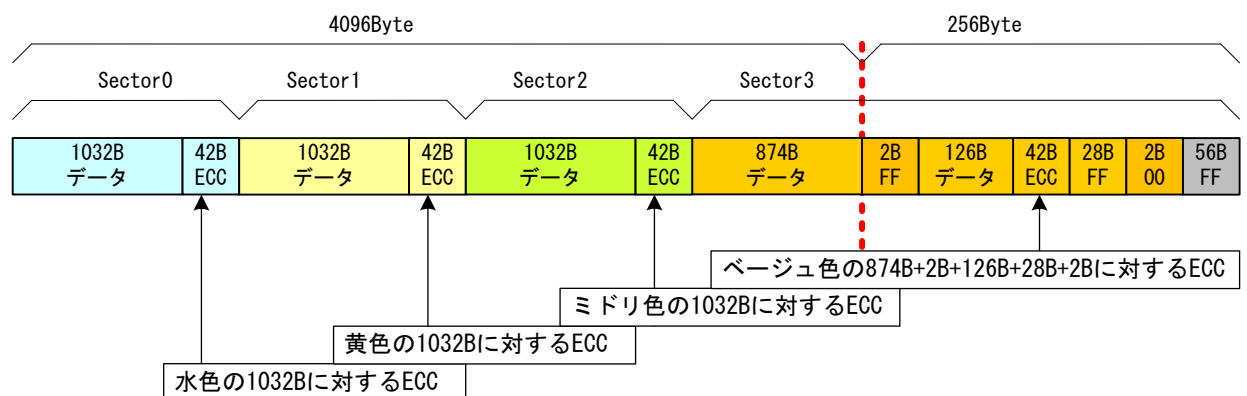 4096Byte
256Byte
Sector0
Sector1
Sector2
Sector3
1032B
データ
42B
ECC
1032B
データ
42B
ECC
1032B
データ
42B
ECC
874B
データ
2B
FF
126B
データ
42B
ECC
28B
FF
2B
00
56B
FF
ベージュ色の874B+2B+126B+28B+2Bに対するECC
ミドリ色の1032Bに対するECC
黄色の1032Bに対するECC
水色の1032Bに対するECC